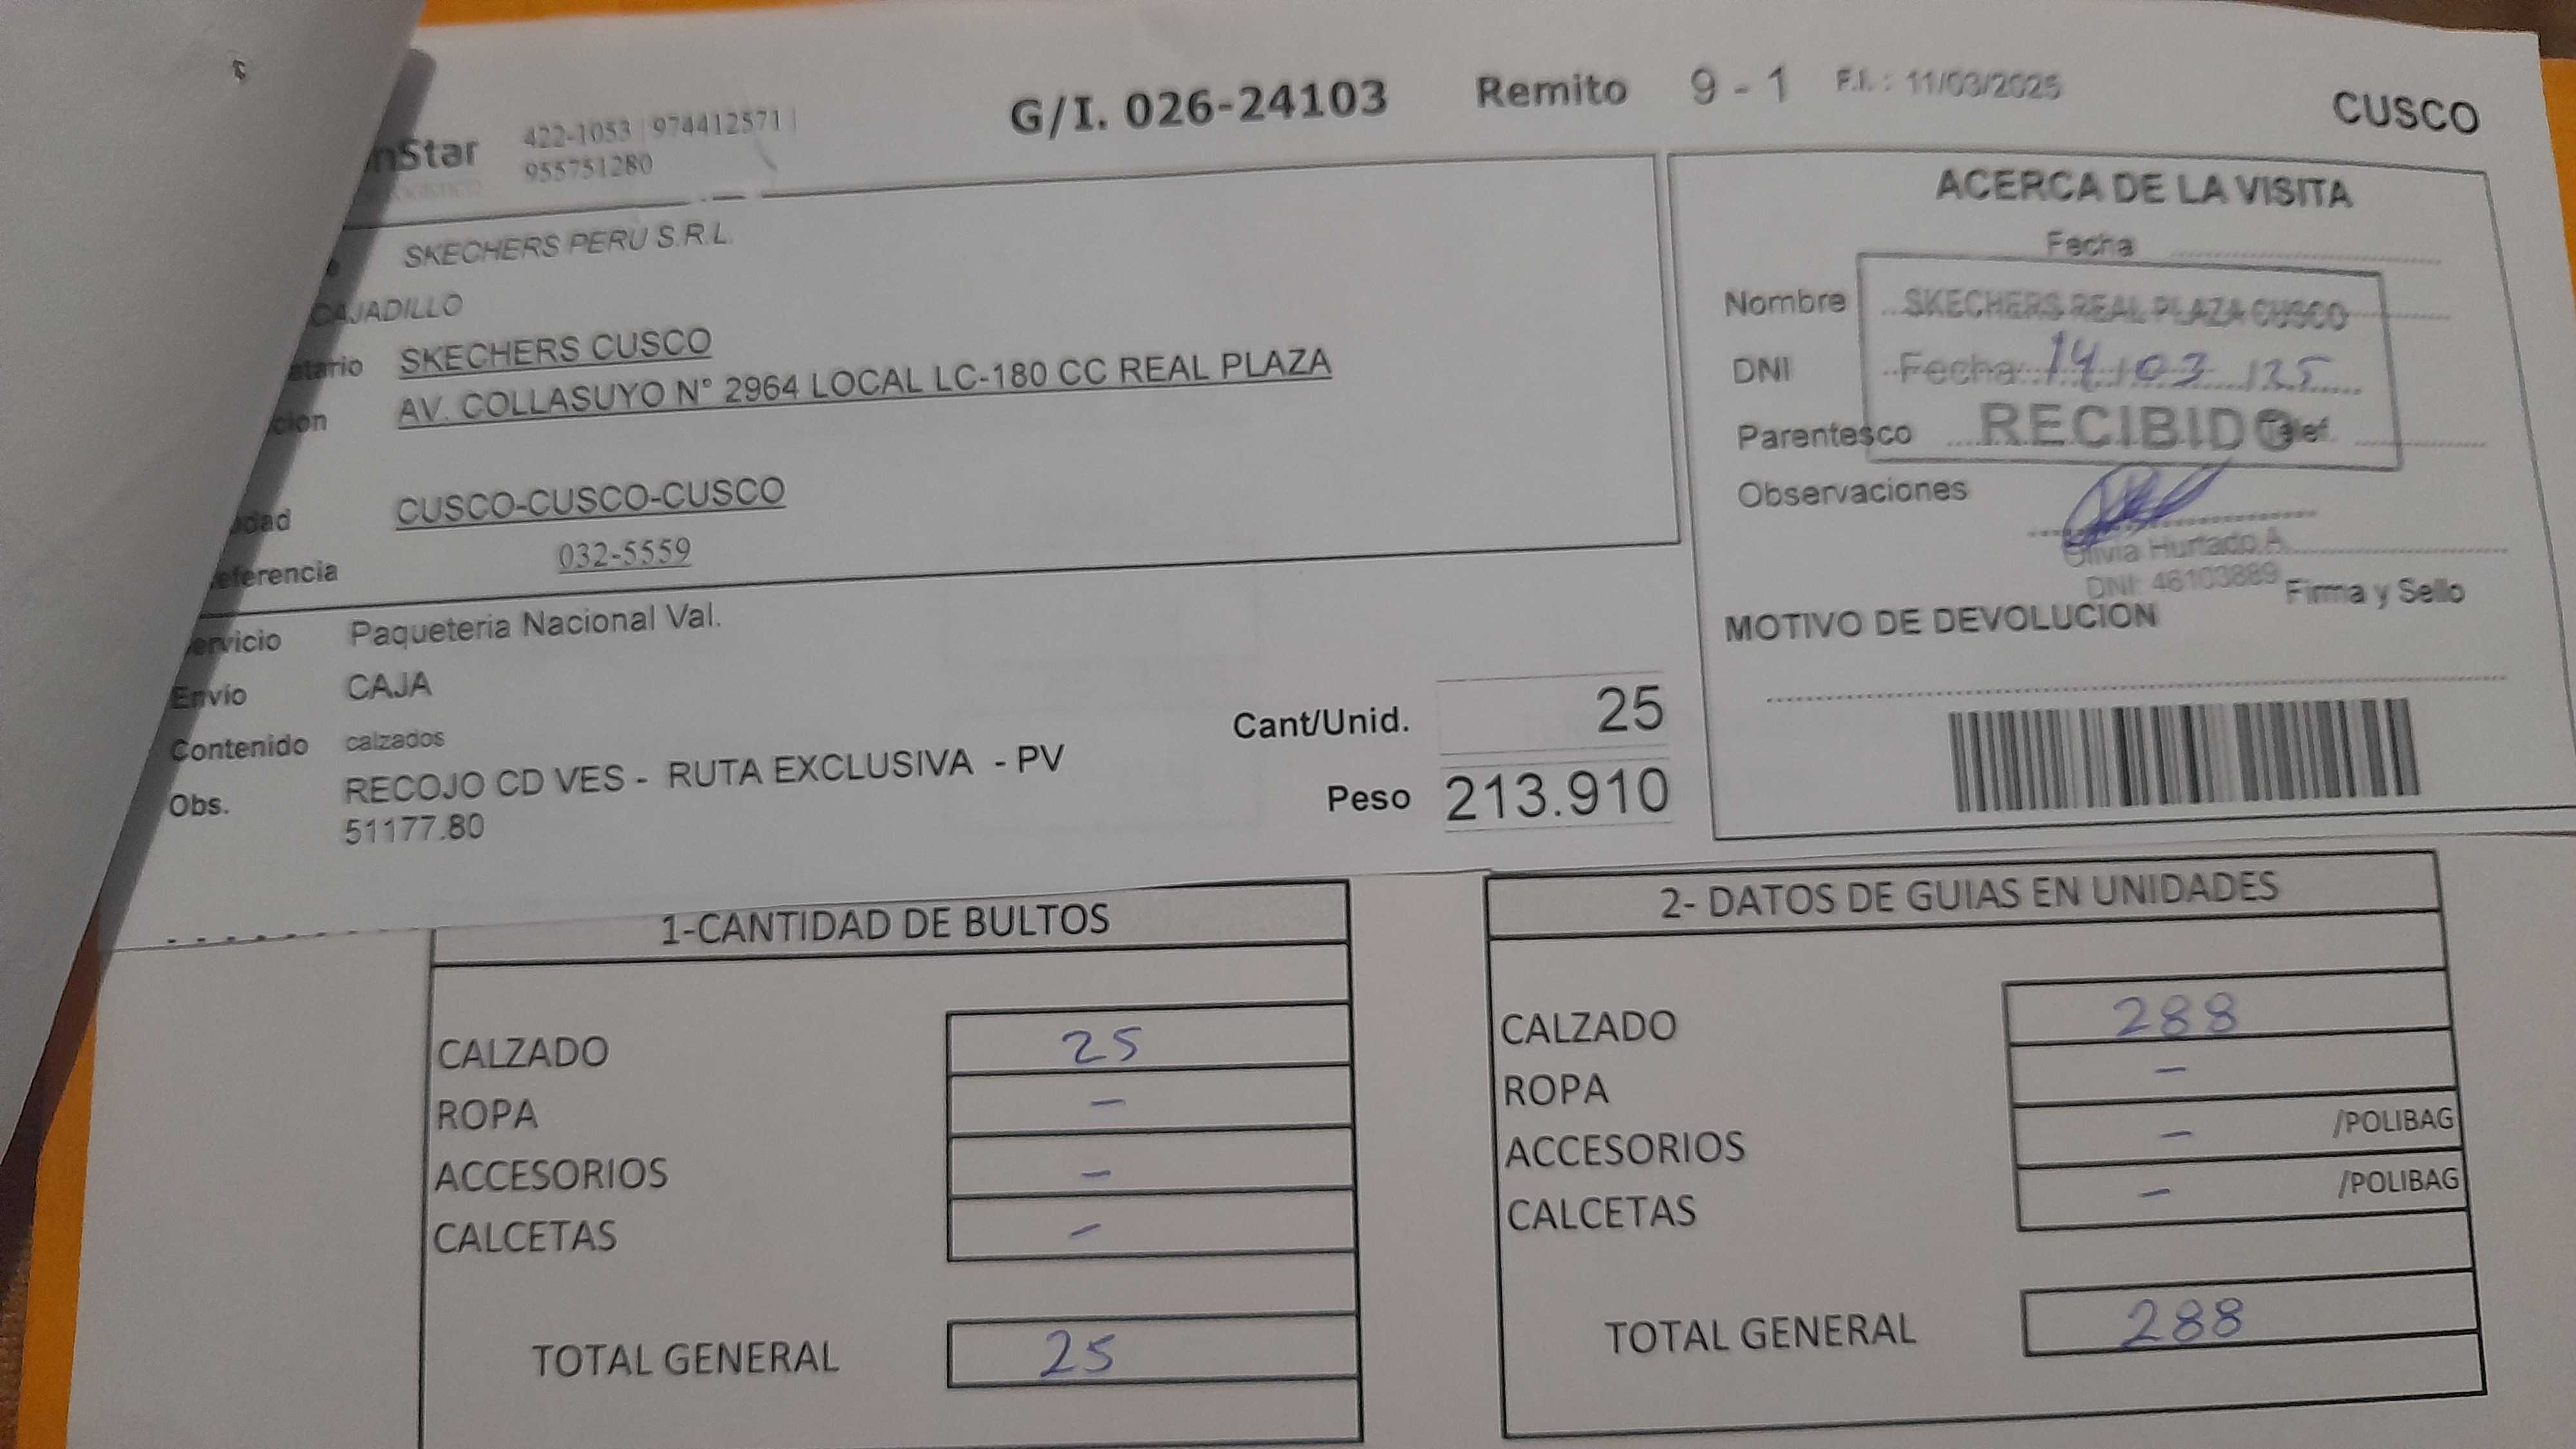 nStar
422-1053 | 974412571 |
955751280
G/I. 026-24103
Remito 9 - 1
F.I. : 11/03/2025
CUSCO
SKECHERS PERU S.R.L.
CAJADILLO
atario SKECHERS CUSCO
cion AV. COLLASUYO N° 2964 LOCAL LC-180 CC REAL PLAZA
dad CUSCO-CUSCO-CUSCO
eferencia 032-5559
ervicio Paqueteria Nacional Val.
Envio CAJA
Contenido calzados
Obs. RECOJO CD VES - RUTA EXCLUSIVA - PV
51177.80
Cant/Unid. 25
Peso 213.910
ACERCA DE LA VISITA
Fecha
Nombre SKECHERS REAL PLAZA CUSCO
DNI Fecha 14/03/25
Parentesco RECIBIDO
Observaciones
Olivia Hurtado A.
DNI: 46103889
Firma y Sello
MOTIVO DE DEVOLUCION
1-CANTIDAD DE BULTOS
CALZADO 25
ROPA –
ACCESORIOS –
CALCETAS –
TOTAL GENERAL 25
2- DATOS DE GUIAS EN UNIDADES
CALZADO 288
ROPA –
ACCESORIOS – /POLIBAG
CALCETAS – /POLIBAG
TOTAL GENERAL 288